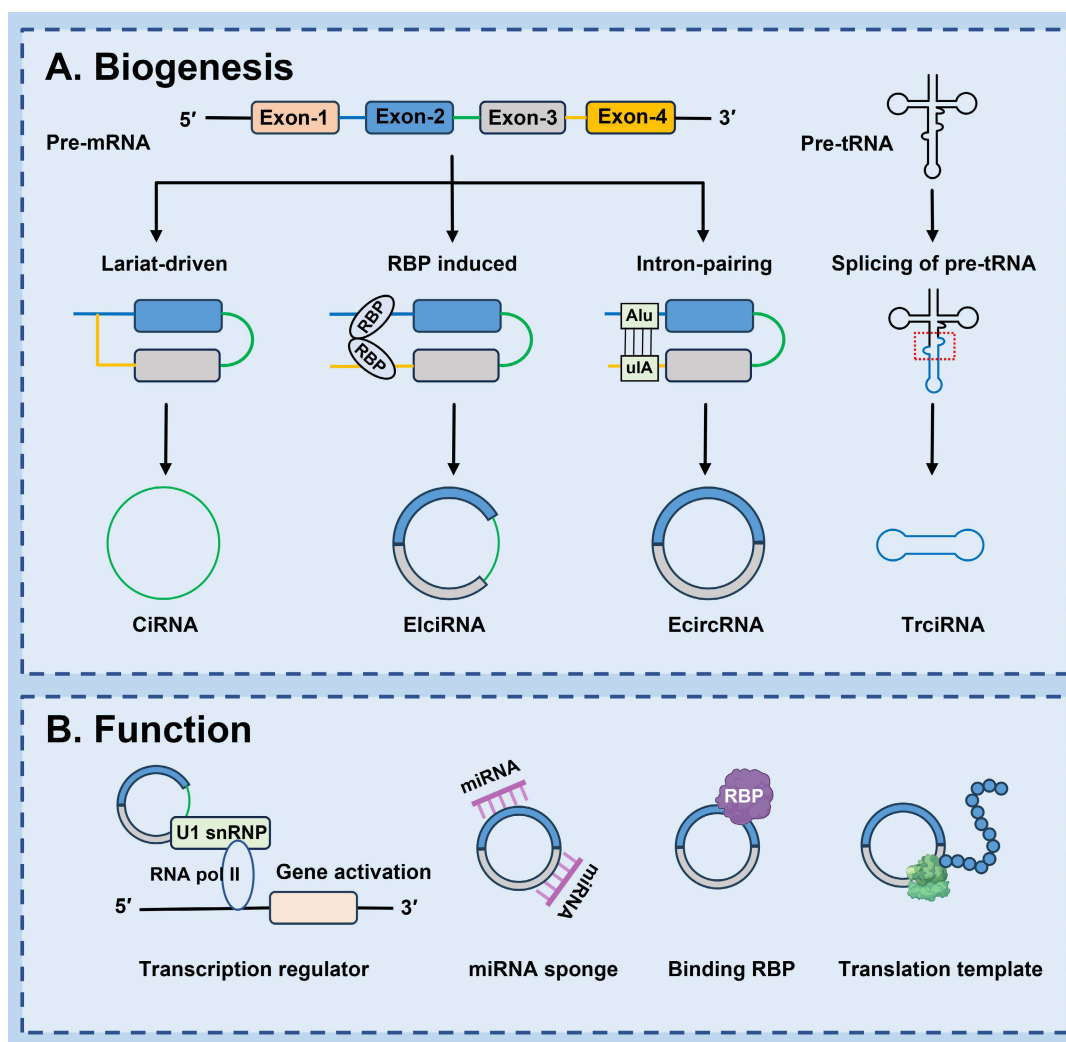 A. Biogenesis
5′ Exon-1 Exon-2 Exon-3 Exon-4 3′
Pre-mRNA
Pre-tRNA
Lariat-driven
RBP induced
Intron-pairing
Splicing of pre-tRNA
RBP
RBP
Alu
ulA
CiRNA
ElciRNA
EcircRNA
TrciRNA
B. Function
U1 snRNP
RNA pol II
Gene activation
5′ 3′
Transcription regulator
miRNA
miRNA
miRNA sponge
RBP
Binding RBP
Translation template